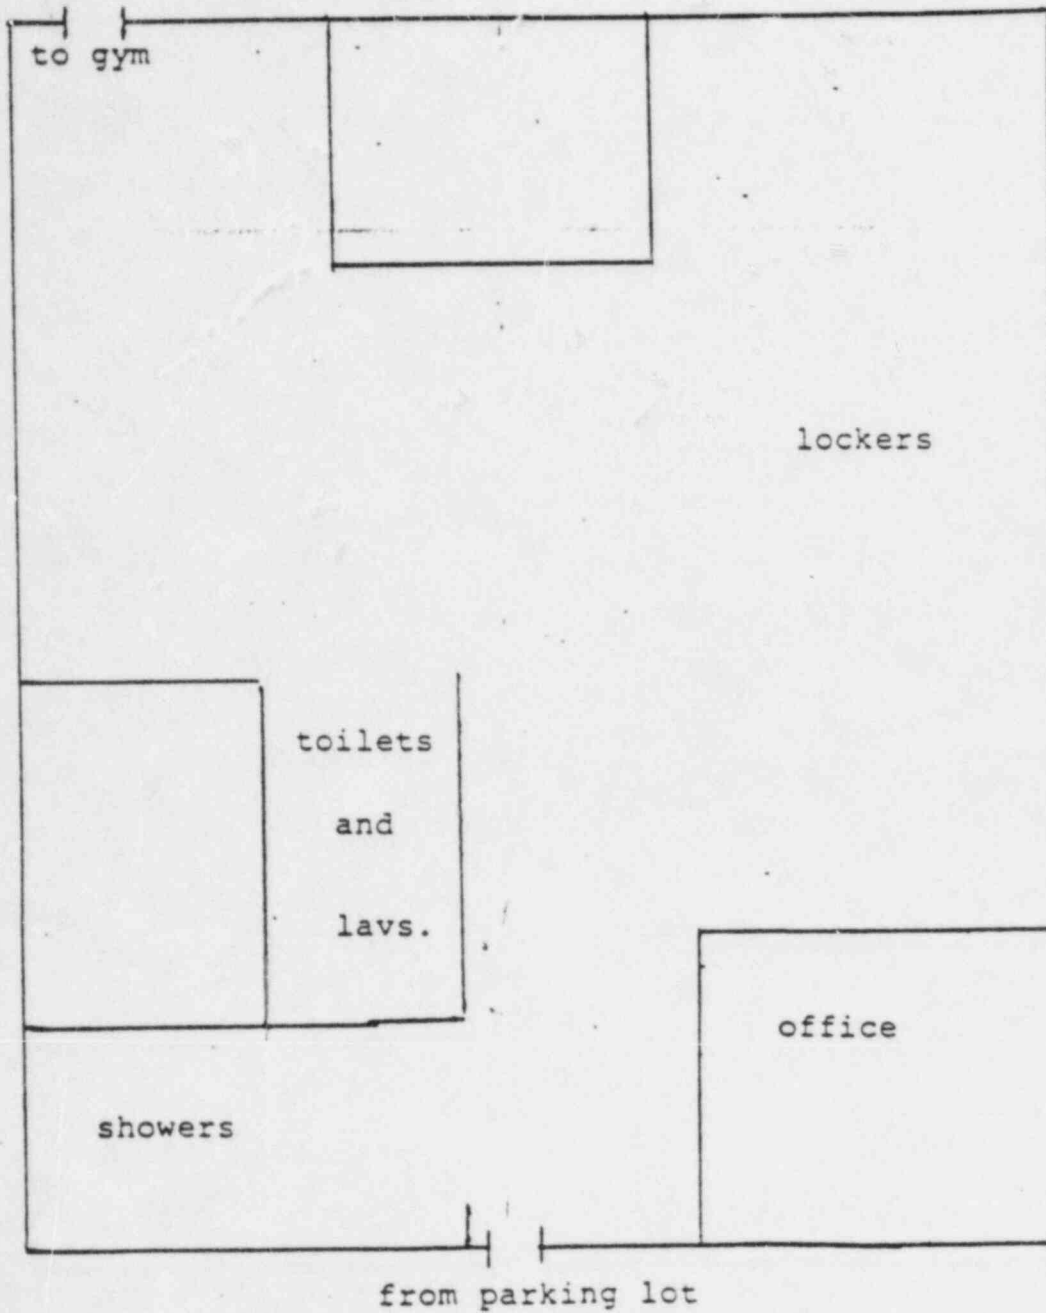 to gym
lockers
toilets
and
lavs.
office
showers
from parking lot